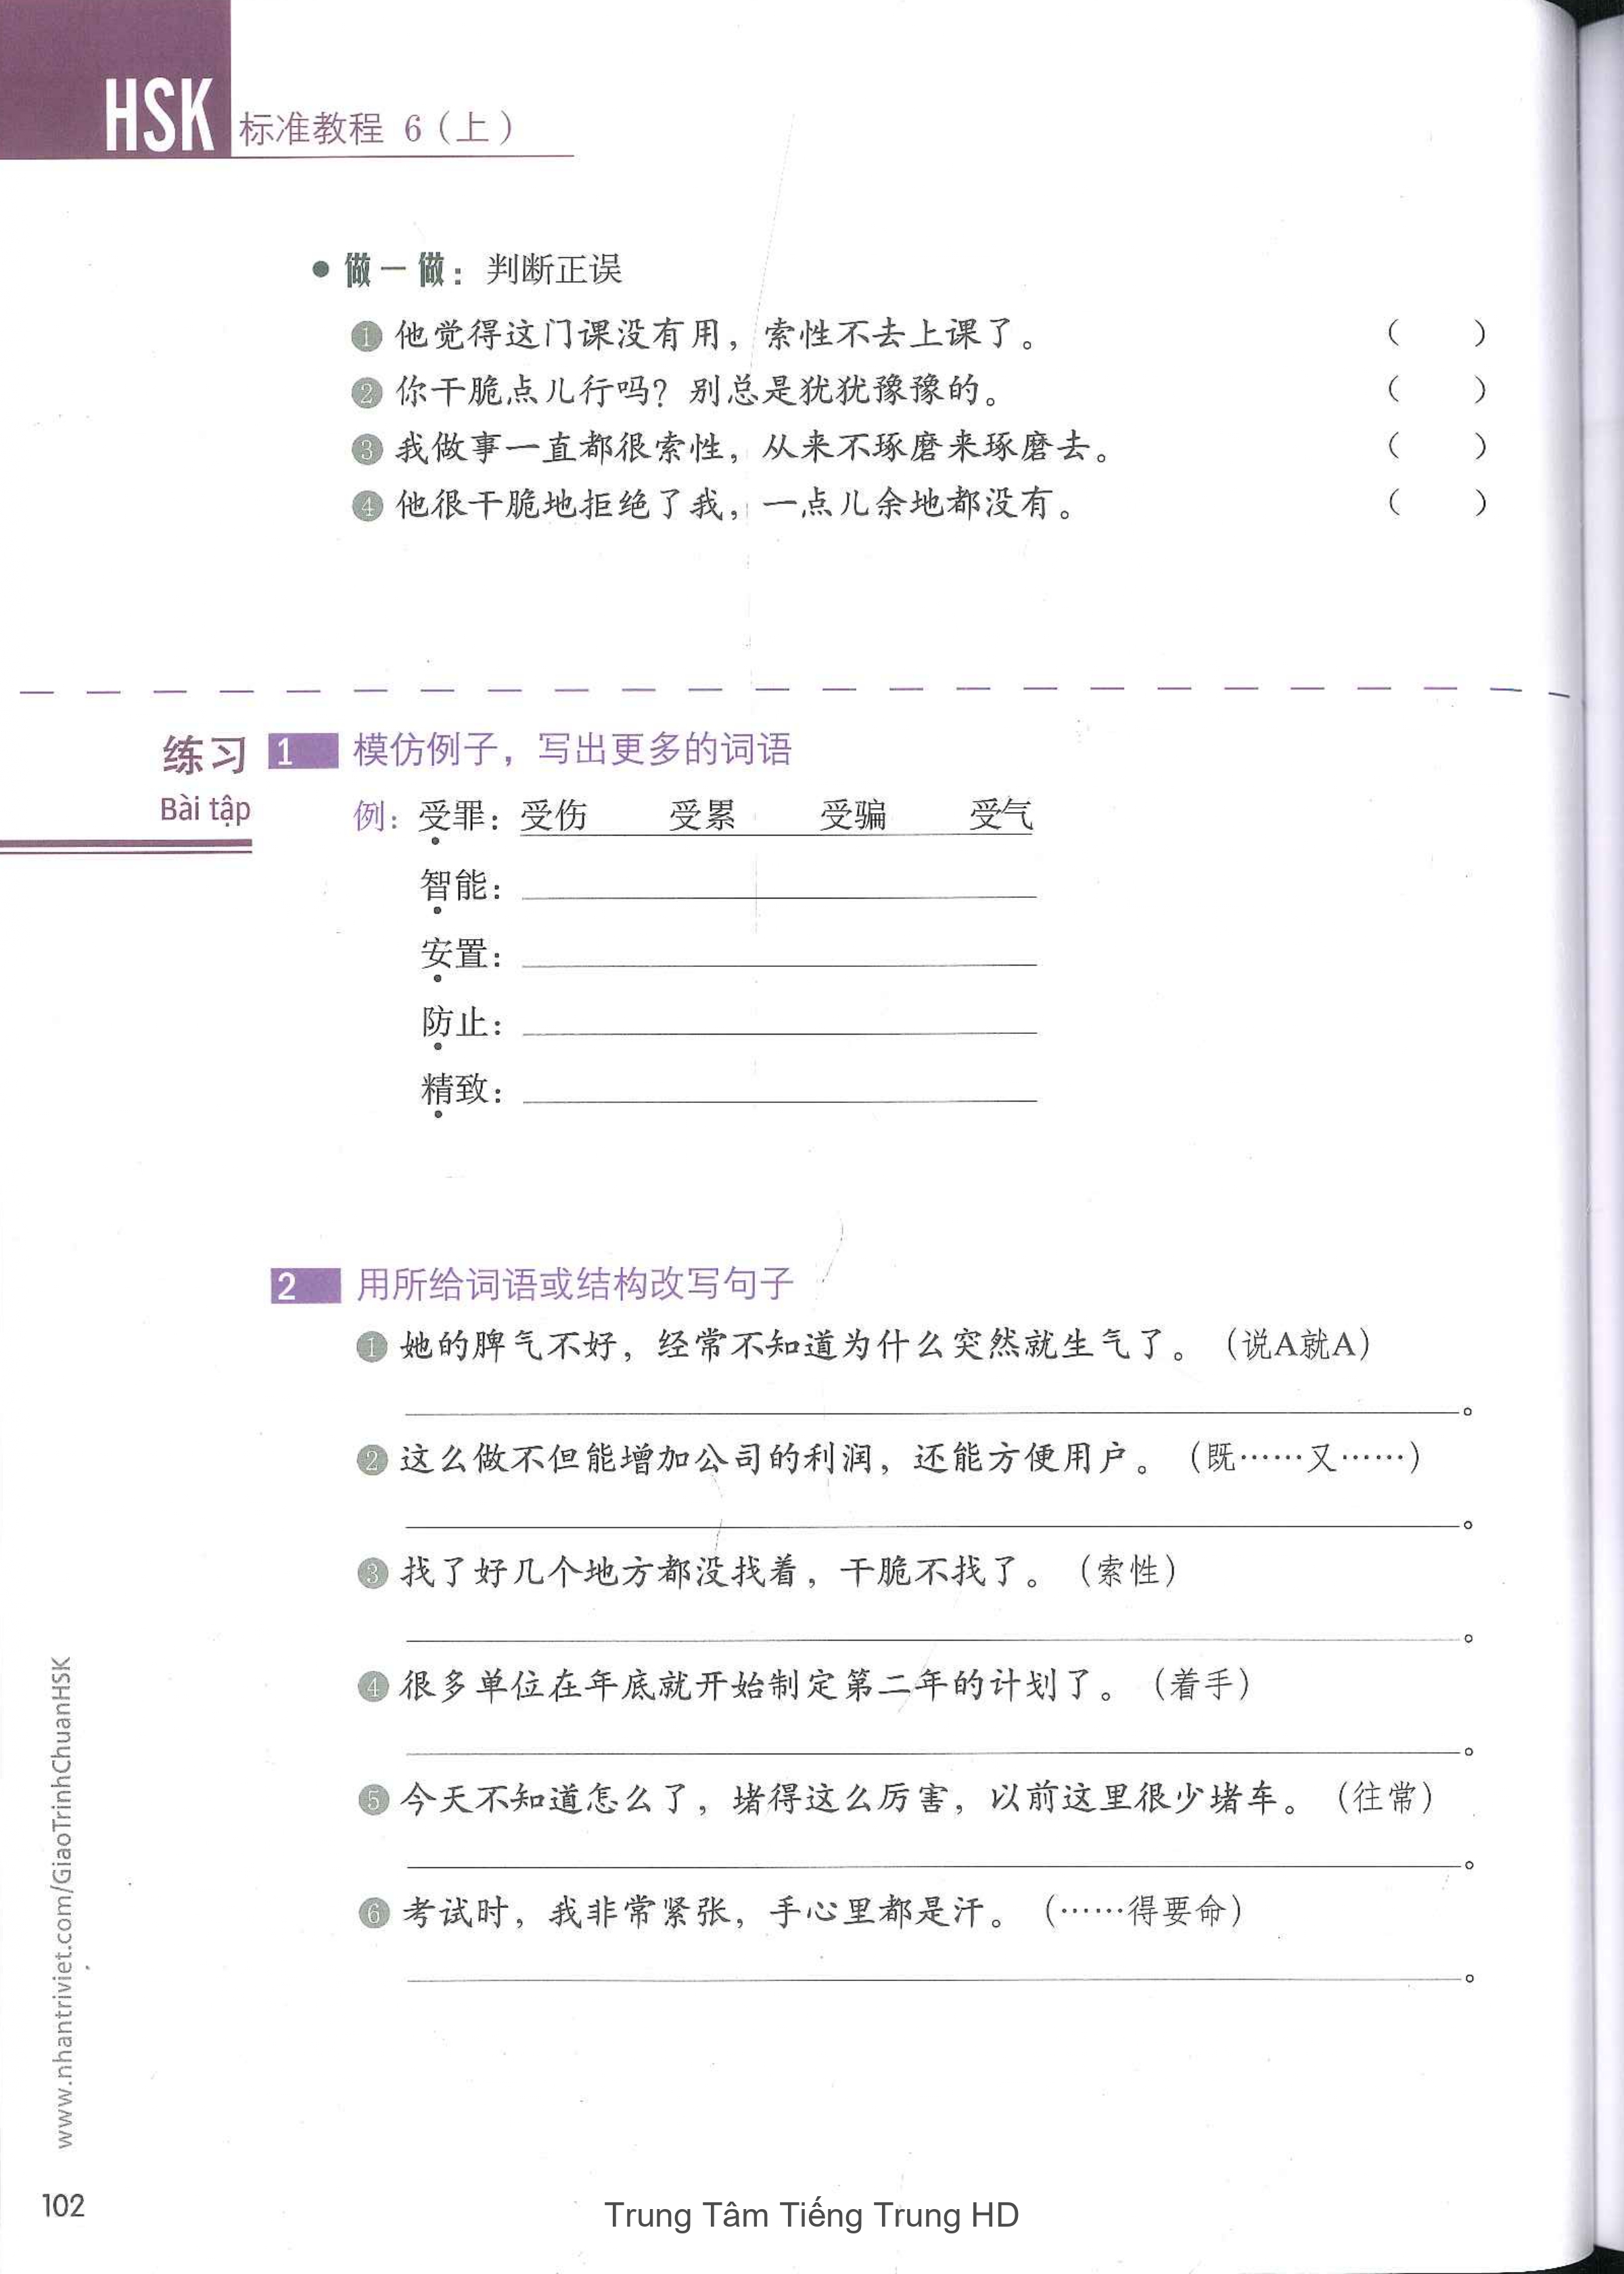 HSK 标准教程 6（上）
● 做一做：判断正误
1 他觉得这门课没有用，索性不去上课了。 （ ）
2 你干脆点儿行吗？别总是犹犹豫豫的。 （ ）
3 我做事一直都很索性，从来不琢磨来琢磨去。 （ ）
4 他很干脆地拒绝了我，一点儿余地都没有。 （ ）
练习 1 模仿例子，写出更多的词语
Bài tập
例：受罪：受伤 受累 受骗 受气
智能：
安置：
防止：
精致：
2 用所给词语或结构改写句子
1 她的脾气不好，经常不知道为什么突然就生气了。（说A就A）
。
2 这么做不但能增加公司的利润，还能方便用户。（既……又……）
。
3 找了好几个地方都没找着，干脆不找了。（索性）
。
4 很多单位在年底就开始制定第二年的计划了。（着手）
。
5 今天不知道怎么了，堵得这么厉害，以前这里很少堵车。（往常）
。
6 考试时，我非常紧张，手心里都是汗。（……得要命）
。
www.nhantriviet.com/GiaoTrinhChuanHSK
102
Trung Tâm Tiếng Trung HD